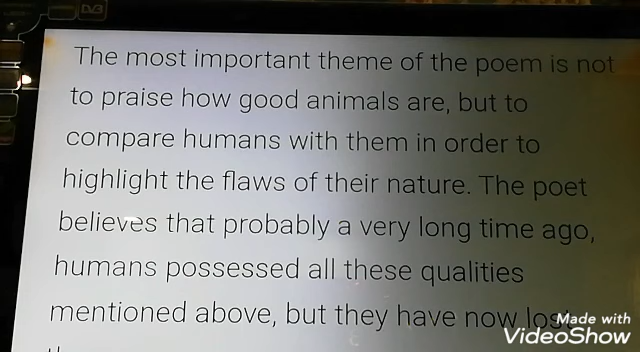 The most important theme of the poem is not
to praise how good animals are, but to
compare humans with them in order to
highlight the flaws of their nature. The poet
believes that probably a very long time ago,
humans possessed all these qualities
mentioned above, but they have now lost
Made with
VideoShow
DVB